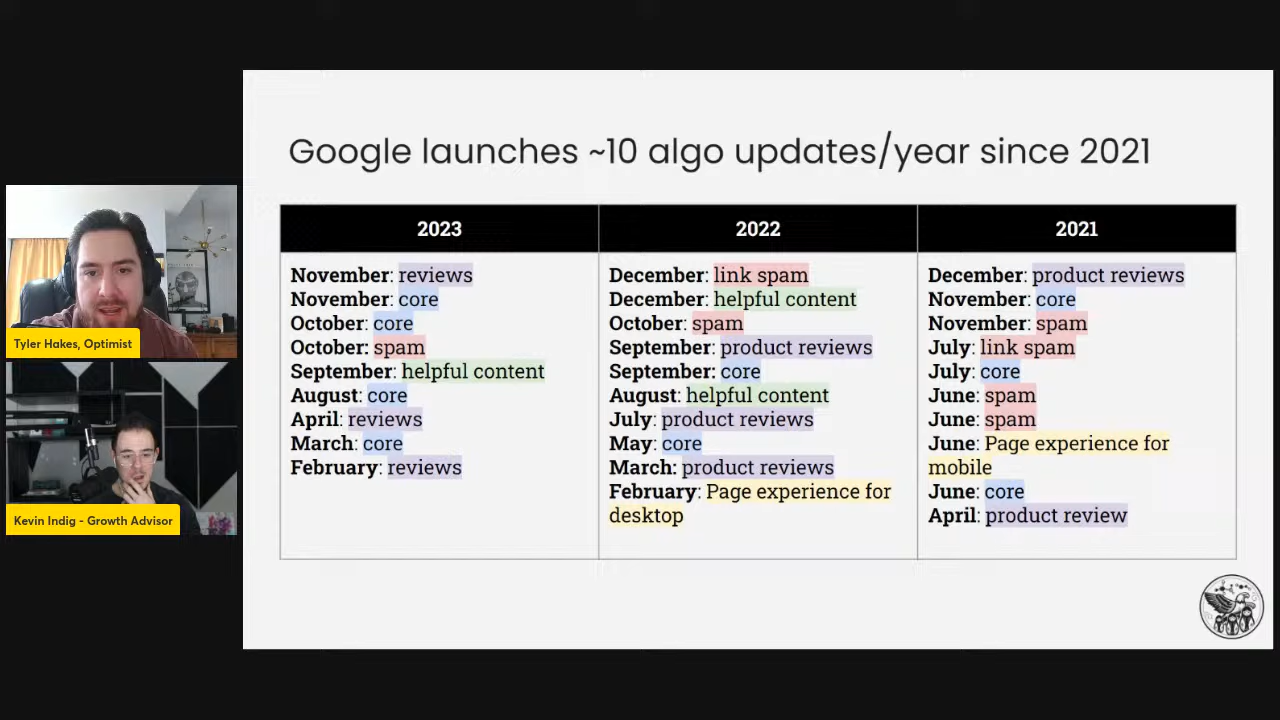 Google launches ~10 algo updates/year since 2021
2023
November: reviews
November: core
October: core
October: spam
September: helpful content
August: core
April: reviews
March: core
February: reviews
2022
December: link spam
December: helpful content
October: spam
September: product reviews
September: core
August: helpful content
July: product reviews
May: core
March: product reviews
February: Page experience for
desktop
2021
December: product reviews
November: core
November: spam
July: link spam
July: core
June: spam
June: spam
June: Page experience for
mobile
June: core
April: product review
Tyler Hakes, Optimist
Kevin Indig - Growth Advisor